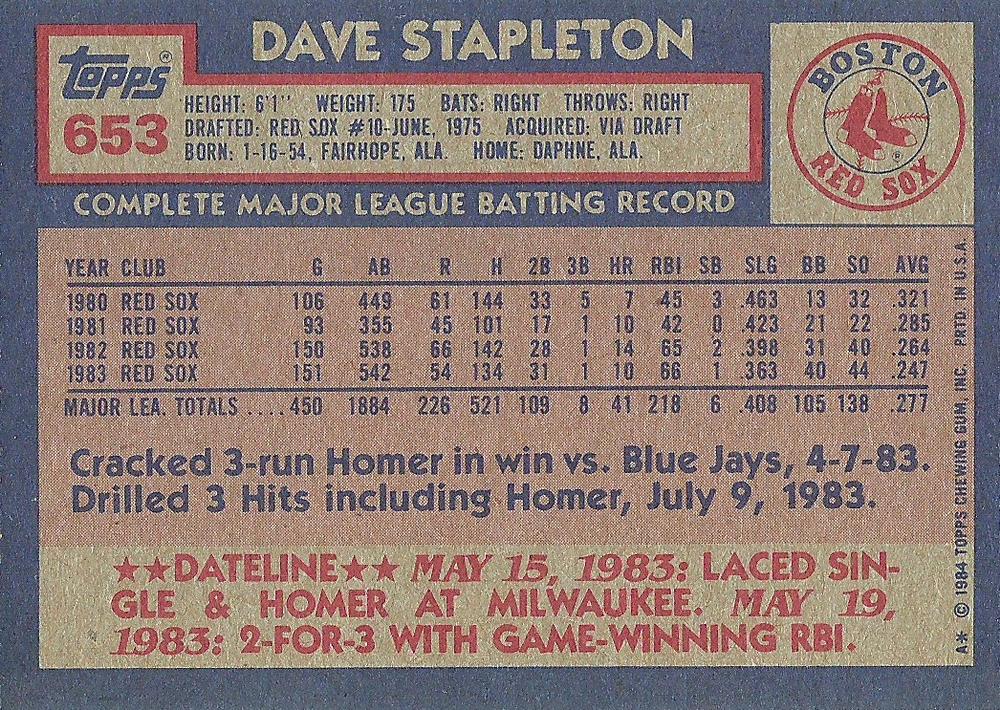 DAVE STAPLETON
Topps®
653
HEIGHT: 6'1" WEIGHT: 175 BATS: RIGHT THROWS: RIGHT
DRAFTED: RED SOX #10-JUNE, 1975 ACQUIRED: VIA DRAFT
BORN: 1-16-54, FAIRHOPE, ALA. HOME: DAPHNE, ALA.
BOSTON
RED SOX
®
COMPLETE MAJOR LEAGUE BATTING RECORD
YEAR CLUB G AB R H 2B 3B HR RBI SB SLG BB SO AVG
1980 RED SOX 106 449 61 144 33 5 7 45 3 .463 13 32 .321
1981 RED SOX 93 355 45 101 17 1 10 42 0 .423 21 22 .285
1982 RED SOX 150 538 66 142 28 1 14 65 2 .398 31 40 .264
1983 RED SOX 151 542 54 134 31 1 10 66 1 .363 40 44 .247
MAJOR LEA. TOTALS ....450 1884 226 521 109 8 41 218 6 .408 105 138 .277
Cracked 3-run Homer in win vs. Blue Jays, 4-7-83.
Drilled 3 Hits including Homer, July 9, 1983.
★★DATELINE★★ MAY 15, 1983: LACED SIN-
GLE & HOMER AT MILWAUKEE. MAY 19,
1983: 2-FOR-3 WITH GAME-WINNING RBI.
A* © 1984 TOPPS CHEWING GUM, INC. PRTD IN U.S.A.